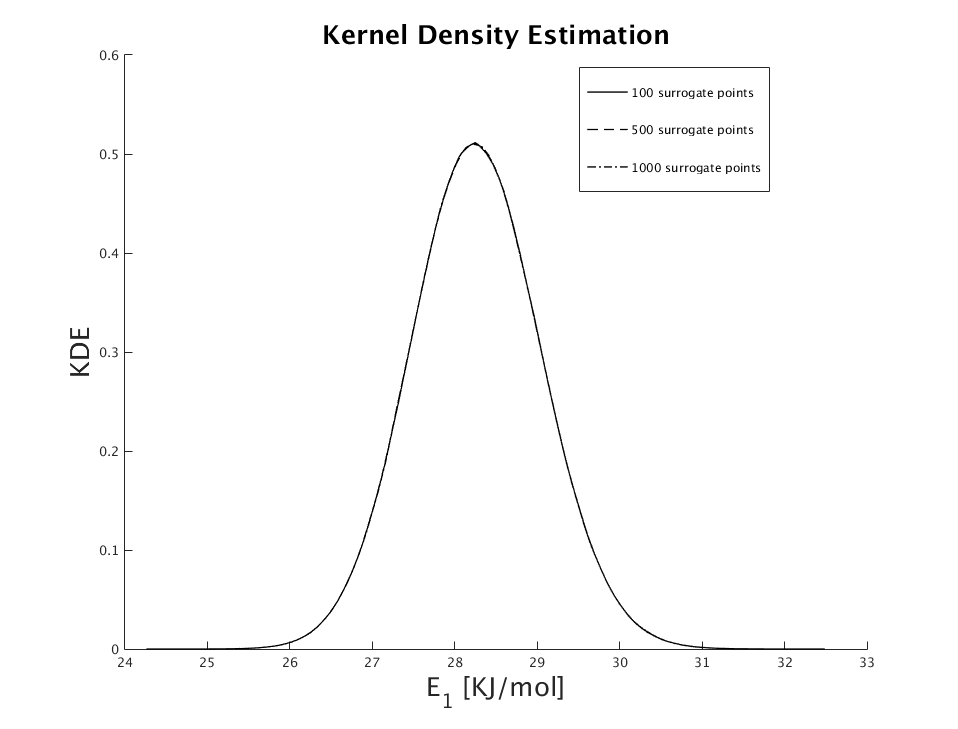 Kernel Density Estimation
0.6
0.5
0.4
0.3
0.2
0.1
0
KDE
100 surrogate points
500 surrogate points
1000 surrogate points
24 25 26 27 28 29 30 31 32 33
E1 [KJ/mol]